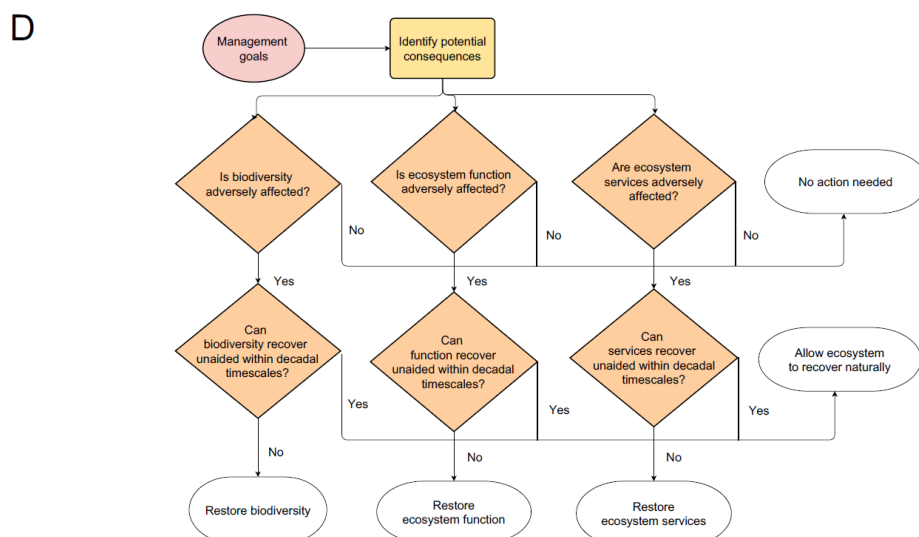 D
Management
goals
Identify potential
consequences
Is biodiversity
adversely affected?
Is ecosystem function
adversely affected?
Are ecosystem
services adversely
affected?
No action needed
No
No
No
Yes
Yes
Yes
Can
biodiversity recover
unaided within decadal
timescales?
Can
function recover
unaided within decadal
timescales?
Can
services recover
unaided within decadal
timescales?
Allow ecosystem
to recover naturally
Yes
Yes
Yes
No
No
No
Restore biodiversity
Restore
ecosystem function
Restore
ecosystem services